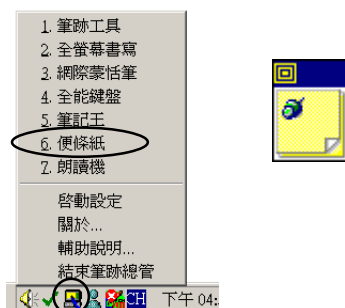 1. 筆跡工具
2. 全螢幕書寫
3. 網際蒙恬筆
4. 全能鍵盤
5. 筆記王
6. 便條紙
7. 朗讀機
啓動設定
關於...
輔助說明...
結束筆跡總管
CH 下午 04: